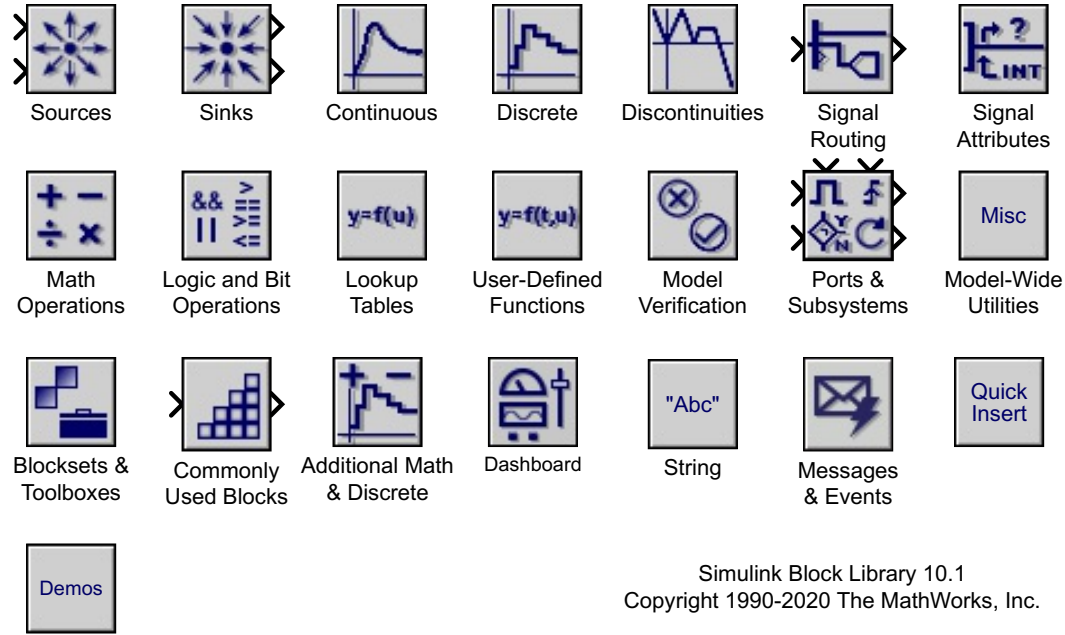 Sources
Sinks
Continuous
Discrete
Discontinuities
Signal
Routing
?
INT
Signal
Attributes
+ −
÷ ×
Math
Operations
&& >
==
|| >=
<=
Logic and Bit
Operations
y=f(u)
Lookup
Tables
y=f(t,u)
User-Defined
Functions
Model
Verification
Y
N
Ports &
Subsystems
Misc
Model-Wide
Utilities
Blocksets &
Toolboxes
Commonly
Used Blocks
+ −
Additional Math
& Discrete
Dashboard
"Abc"
String
Messages
& Events
Quick
Insert
Demos
Simulink Block Library 10.1
Copyright 1990-2020 The MathWorks, Inc.